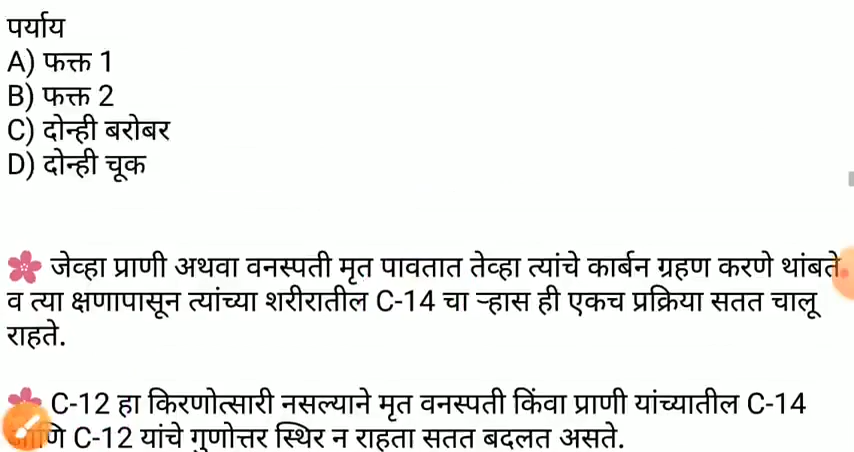 पर्याय
A) फक्त 1
B) फक्त 2
C) दोन्ही बरोबर
D) दोन्ही चूक
जेव्हा प्राणी अथवा वनस्पती मृत पावतात तेव्हा त्यांचे कार्बन ग्रहण करणे थांबते
व त्या क्षणापासून त्यांच्या शरीरातील C-14 चा ऱ्हास ही एकच प्रक्रिया सतत चालू
राहते.
C-12 हा किरणोत्सारी नसल्याने मृत वनस्पती किंवा प्राणी यांच्यातील C-14
C-12 यांचे गुणोत्तर स्थिर न राहता सतत बदलत असते.